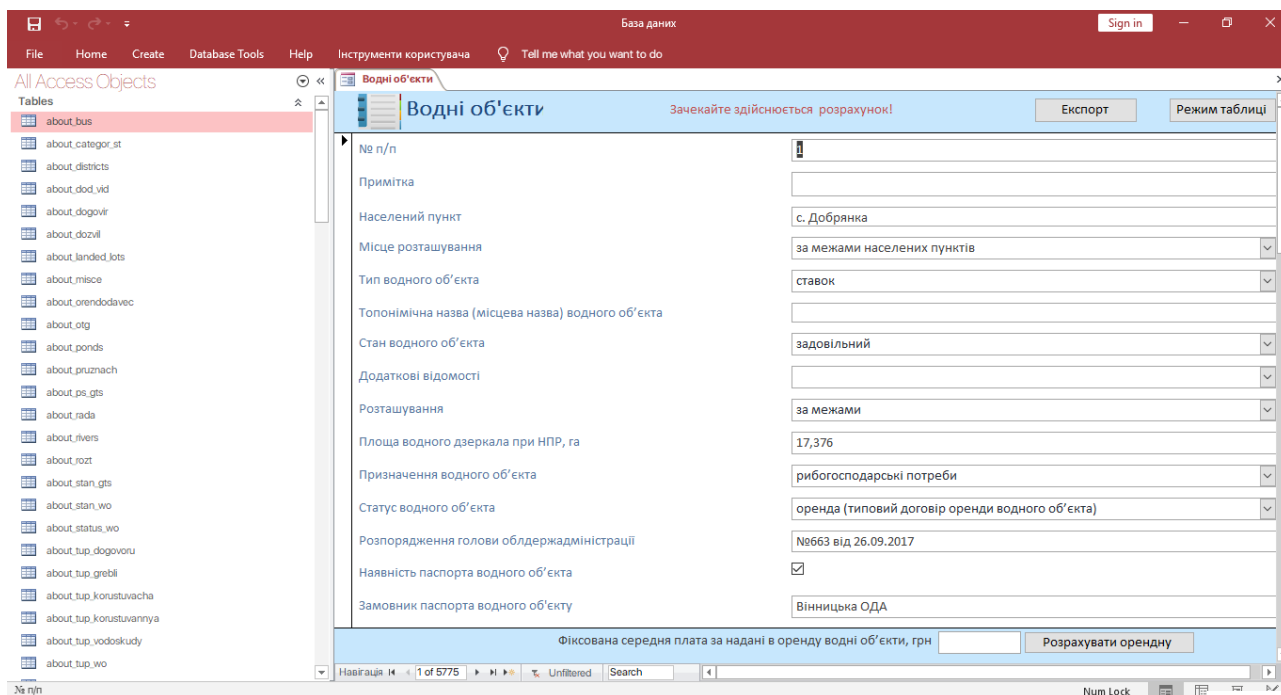 База даних
Sign in
File Home Create Database Tools Help Інструменти користувача Tell me what you want to do
All Access Objects
Tables
about_bus
about_categor_st
about_districts
about_dod_vid
about_dogovir
about_dozvil
about_landed_lots
about_misce
about_orendodavec
about_otg
about_ponds
about_pruznach
about_ps_gts
about_rada
about_rivers
about_rozt
about_stan_gts
about_stan_wo
about_status_wo
about_tup_dogovoru
about_tup_grebli
about_tup_korustuvacha
about_tup_korustuvannya
about_tup_vodoskudy
about_tup_wo
Водні об'єкти
Водні об'єкти Зачекайте здійснюється розрахунок! Експорт Режим таблиці
№ п/п 1
Примітка
Населений пункт с. Добрянка
Місце розташування за межами населених пунктів
Тип водного об’єкта ставок
Топонімічна назва (місцева назва) водного об’єкта
Стан водного об’єкта задовільний
Додаткові відомості
Розташування за межами
Площа водного дзеркала при НПР, га 17,376
Призначення водного об’єкта рибогосподарські потреби
Статус водного об’єкта оренда (типовий договір оренди водного об’єкта)
Розпорядження голови облдержадміністрації №663 від 26.09.2017
Наявність паспорта водного об’єкта
Замовник паспорта водного об'єкту Вінницька ОДА
Фіксована середня плата за надані в оренду водні об’єкти, грн Розрахувати орендну
Навігація 1 of 5775 Unfiltered Search
№ п/п Num Lock